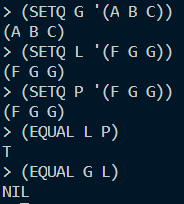 > (SETQ G '(A B C))
(A B C)
> (SETQ L '(F G G))
(F G G)
> (SETQ P '(F G G))
(F G G)
> (EQUAL L P)
T
> (EQUAL G L)
NIL